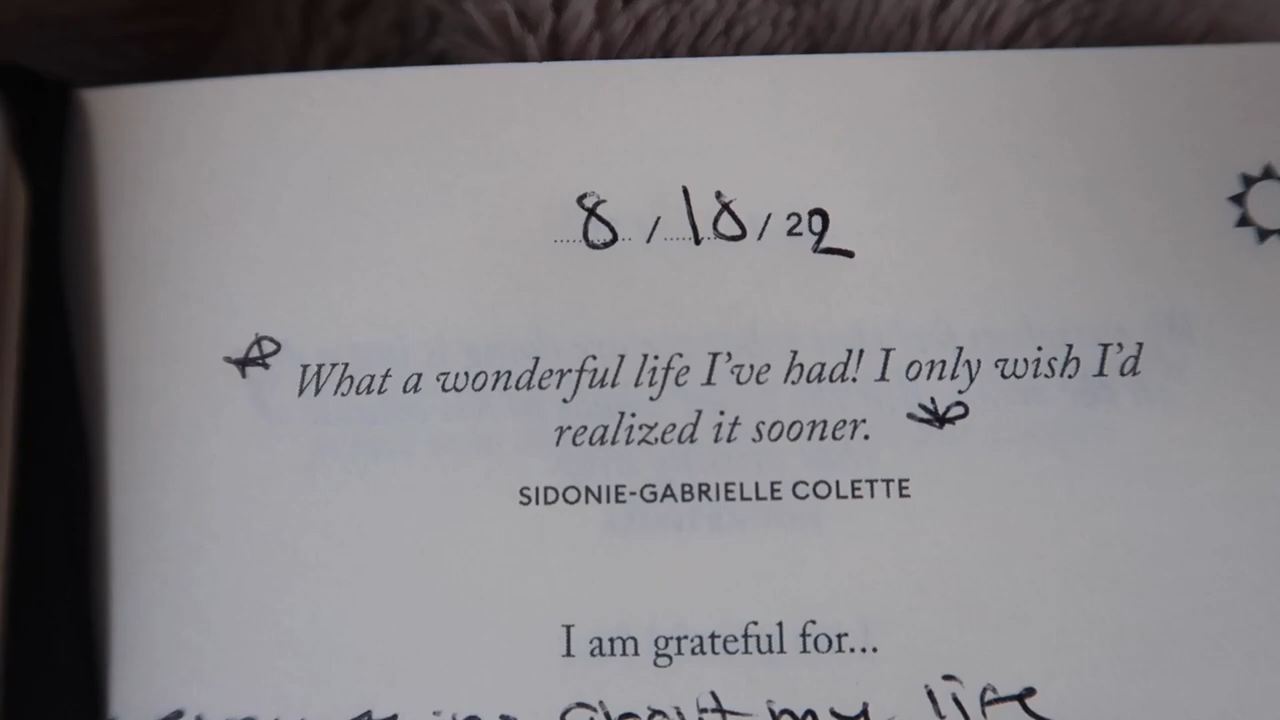 8/18/22
What a wonderful life I've had! I only wish I'd
realized it sooner.
SIDONIE-GABRIELLE COLETTE
I am grateful for...
about my life